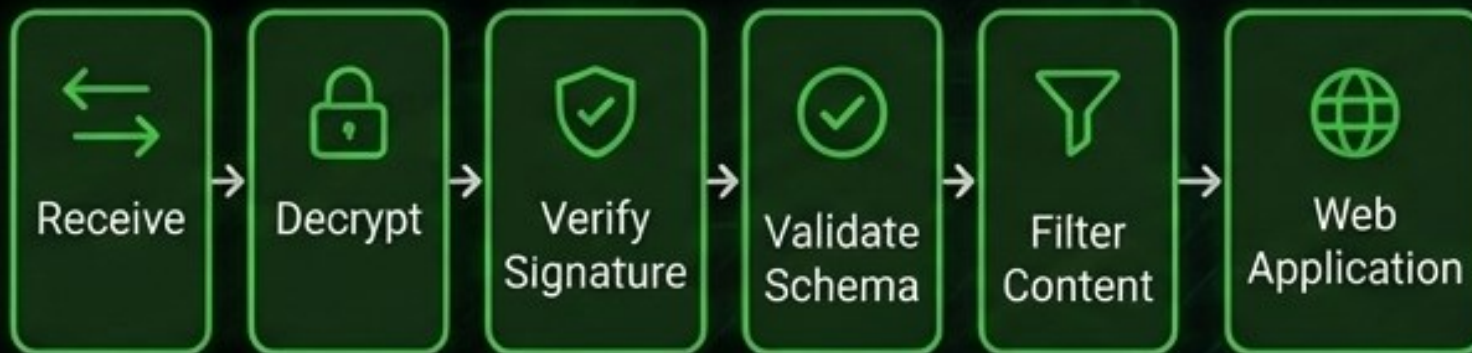 Receive
Decrypt
Verify
Signature
Validate
Schema
Filter
Content
Web
Application